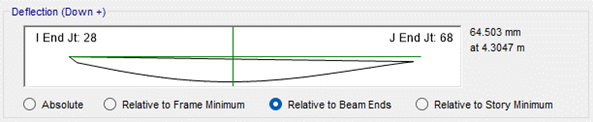 Deflection (Down +)
I End Jt: 28
J End Jt: 68
64.503 mm
at 4.3047 m
Absolute
Relative to Frame Minimum
Relative to Beam Ends
Relative to Story Minimum